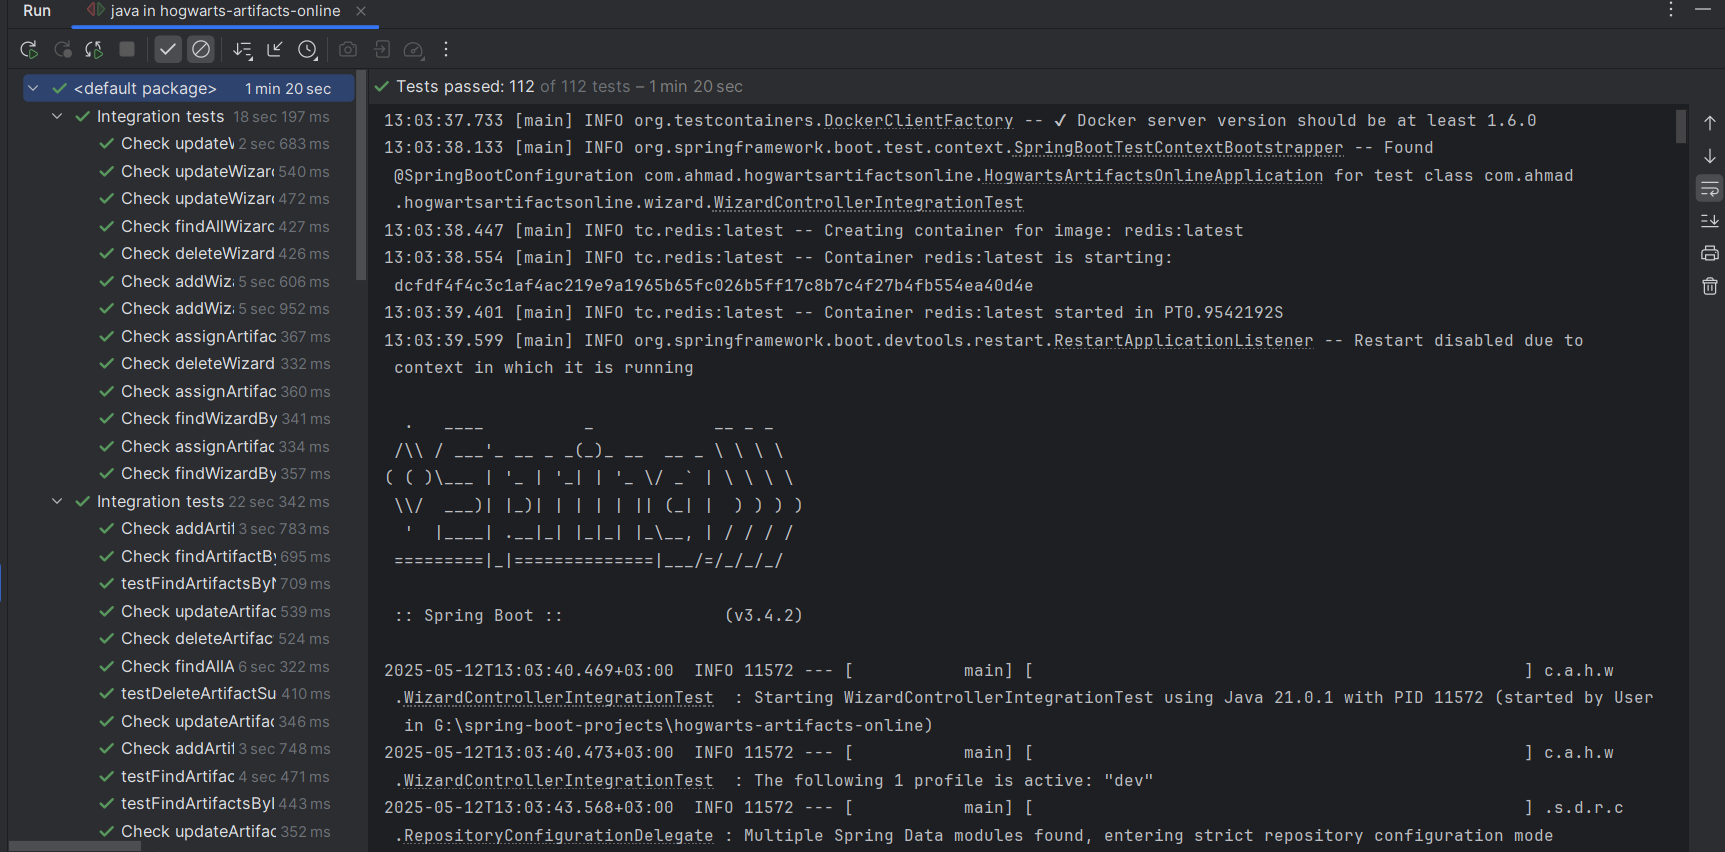 Run java in hogwarts-artifacts-online
<default package> 1 min 20 sec
Integration tests 18 sec 197 ms
Check update 2 sec 683 ms
Check updateWizard 540 ms
Check updateWizard 472 ms
Check findAllWizard 427 ms
Check deleteWizard 426 ms
Check addWiz 5 sec 606 ms
Check addWiz 5 sec 952 ms
Check assignArtifac 367 ms
Check deleteWizard 332 ms
Check assignArtifac 360 ms
Check findWizardBy 341 ms
Check assignArtifac 334 ms
Check findWizardBy 357 ms
Integration tests 22 sec 342 ms
Check addArtif 3 sec 783 ms
Check findArtifactBy 695 ms
testFindArtifactsBy 709 ms
Check updateArtifac 539 ms
Check deleteArtifac 524 ms
Check findAllA 6 sec 322 ms
testDeleteArtifactSu 410 ms
Check updateArtifac 346 ms
Check addArtif 3 sec 748 ms
testFindArtifac 4 sec 471 ms
testFindArtifactsBy 443 ms
Check updateArtifac 352 ms
Tests passed: 112 of 112 tests – 1 min 20 sec
13:03:37.733 [main] INFO org.testcontainers.DockerClientFactory -- ✓ Docker server version should be at least 1.6.0
13:03:38.133 [main] INFO org.springframework.boot.test.context.SpringBootTestContextBootstrapper -- Found
@SpringBootConfiguration com.ahmad.hogwartsartifactsonline.HogwartsArtifactsOnlineApplication for test class com.ahmad
.hogwartsartifactsonline.wizard.WizardControllerIntegrationTest
13:03:38.447 [main] INFO tc.redis:latest -- Creating container for image: redis:latest
13:03:38.554 [main] INFO tc.redis:latest -- Container redis:latest is starting:
dcfdf4f4c3c1af4ac219e9a1965b65fc026b5ff17c8b7c4f27b4fb554ea40d4e
13:03:39.401 [main] INFO tc.redis:latest -- Container redis:latest started in PT0.9542192S
13:03:39.599 [main] INFO org.springframework.boot.devtools.restart.RestartApplicationListener -- Restart disabled due to
context in which it is running
  .   ____          _            __ _ _
 /\\ / ___'_ __ _ _(_)_ __  __ _ \ \ \ \
( ( )\___ | '_ | '_| | '_ \/ _` | \ \ \ \
 \\/  ___)| |_)| | | | | || (_| |  ) ) ) )
  '  |____| .__|_| |_|_| |_\__, | / / / /
 =========|_|==============|___/=/_/_/_/
:: Spring Boot ::                (v3.4.2)
2025-05-12T13:03:40.469+03:00  INFO 11572 --- [           main] [                                                 ] c.a.h.w
.WizardControllerIntegrationTest  : Starting WizardControllerIntegrationTest using Java 21.0.1 with PID 11572 (started by User
in G:\spring-boot-projects\hogwarts-artifacts-online)
2025-05-12T13:03:40.473+03:00  INFO 11572 --- [           main] [                                                 ] c.a.h.w
.WizardControllerIntegrationTest  : The following 1 profile is active: "dev"
2025-05-12T13:03:43.568+03:00  INFO 11572 --- [           main] [                                                 ] .s.d.r.c
.RepositoryConfigurationDelegate : Multiple Spring Data modules found, entering strict repository configuration mode